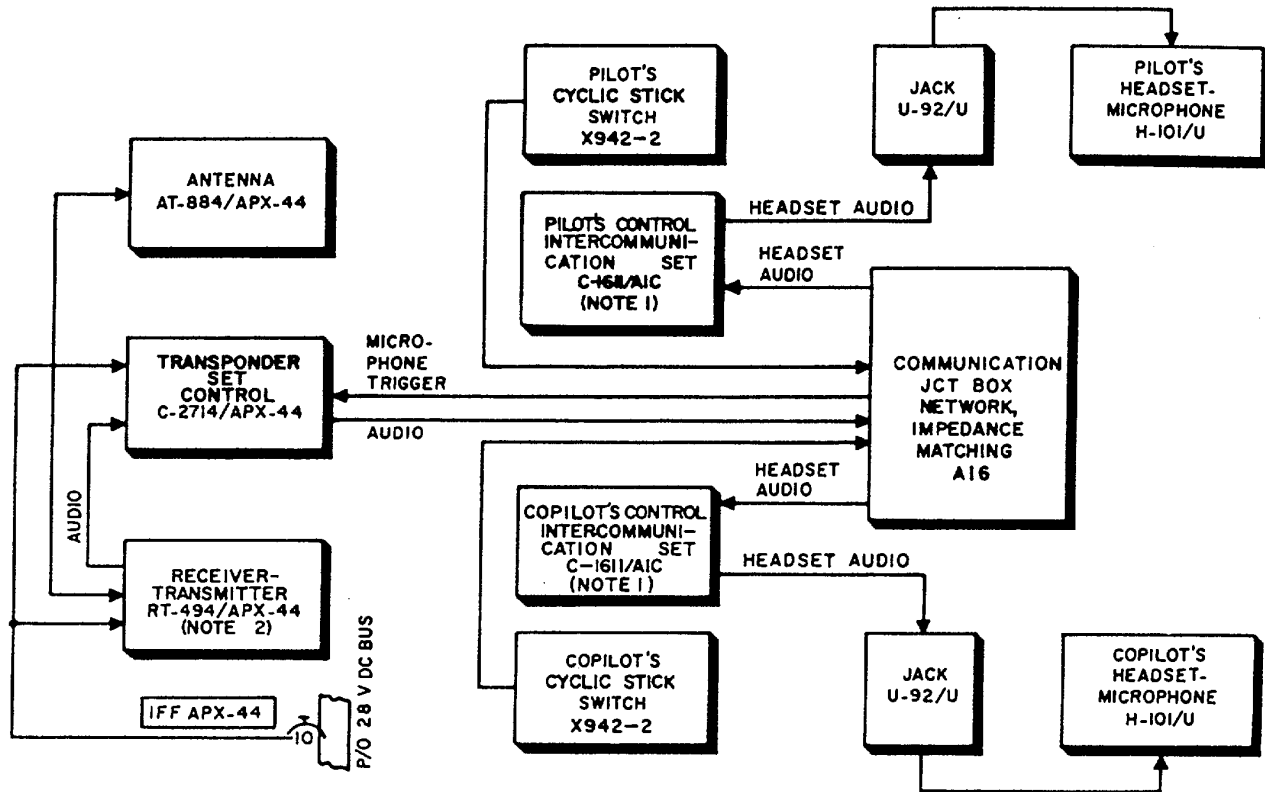 PILOT'S
CYCLIC STICK
SWITCH
X942-2
JACK
U-92/U
PILOT'S
HEADSET-
MICROPHONE
H-101/U
ANTENNA
AT-884/APX-44
PILOT'S CONTROL
INTERCOMMUNI-
CATION SET
C-1611/AIC
(NOTE 1)
HEADSET AUDIO
HEADSET
AUDIO
TRANSPONDER
SET
CONTROL
C-2714/APX-44
MICRO-
PHONE
TRIGGER
AUDIO
COMMUNICATION
JCT BOX
NETWORK,
IMPEDANCE
MATCHING
A16
HEADSET
AUDIO
AUDIO
COPILOT'S CONTROL
INTERCOMMUNI-
CATION SET
C-1611/AIC
(NOTE 1)
HEADSET AUDIO
RECEIVER-
TRANSMITTER
RT-494/APX-44
(NOTE 2)
COPILOT'S
CYCLIC STICK
SWITCH
X942-2
JACK
U-92/U
COPILOT'S
HEADSET-
MICROPHONE
H-101/U
IFF APX-44
10
P/O 28 V DC BUS